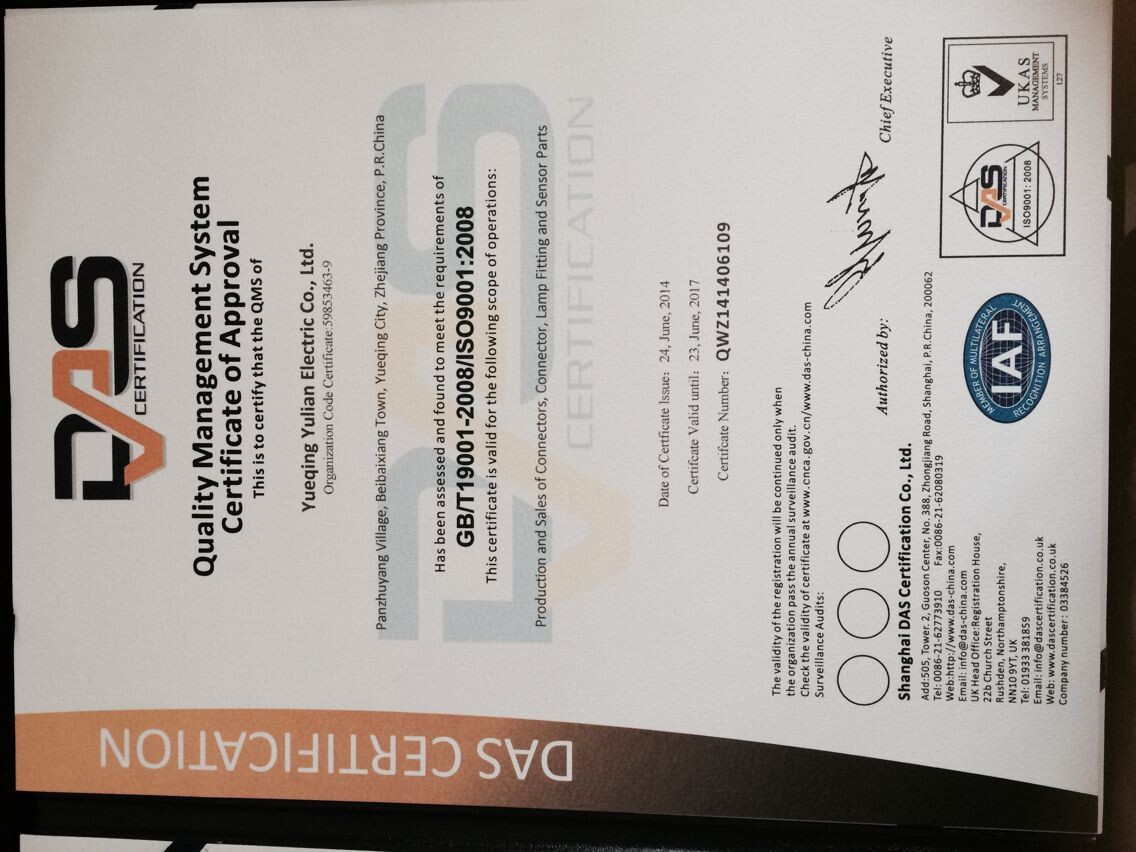 DAS
CERTIFICATION
Quality Management System
Certificate of Approval
This is to certify that the QMS of
Yueqing Yulian Electric Co., Ltd.
Organization Code Certificate:59853463-9
Panzhuyang Village, Beibaixiang Town, Yueqing City, Zhejiang Province, P.R.China
Has been assessed and found to meet the requirements of
GB/T19001-2008/ISO9001:2008
This certificate is valid for the following scope of operations:
Production and Sales of Connectors, Connector, Lamp Fitting and Sensor Parts
DAS
CERTIFICATION
Date of Certficate Issue: 24, June, 2014
Certifcate Valid until: 23, June, 2017
Certifcate Number: QWZ141406109
The validity of the registration will be continued only when
the organization pass the annual surveillance audit.
Check the validity of certificate at www.cnca.gov.cn/www.das-china.com
Surveillance Audits:
Authorized by:
Chief Executive
Shanghai DAS Certification Co., Ltd.
Add:505, Tower. 2, Guoson Center, No. 388, Zhongjiang Road, Shanghai, P.R.China, 200062
Tel: 0086-21-62773910 Fax:0086-21-62080319
Web:http://www.das-china.com
Email: info@das-china.com
UK Head Office:Registration House,
22b Church Street
Rushden, Northamptonshire,
NN10 9YT, UK
Tel: 01933 381859
Email: info@dascertification.co.uk
Web: www.dascertification.co.uk
Company number: 03384526
MEMBER OF MULTILATERAL
IAF
RECOGNITION ARRANGEMENT
DAS
CERTIFICATION
ISO9001: 2008
UKAS
MANAGEMENT
SYSTEMS
127
DAS CERTIFICATION